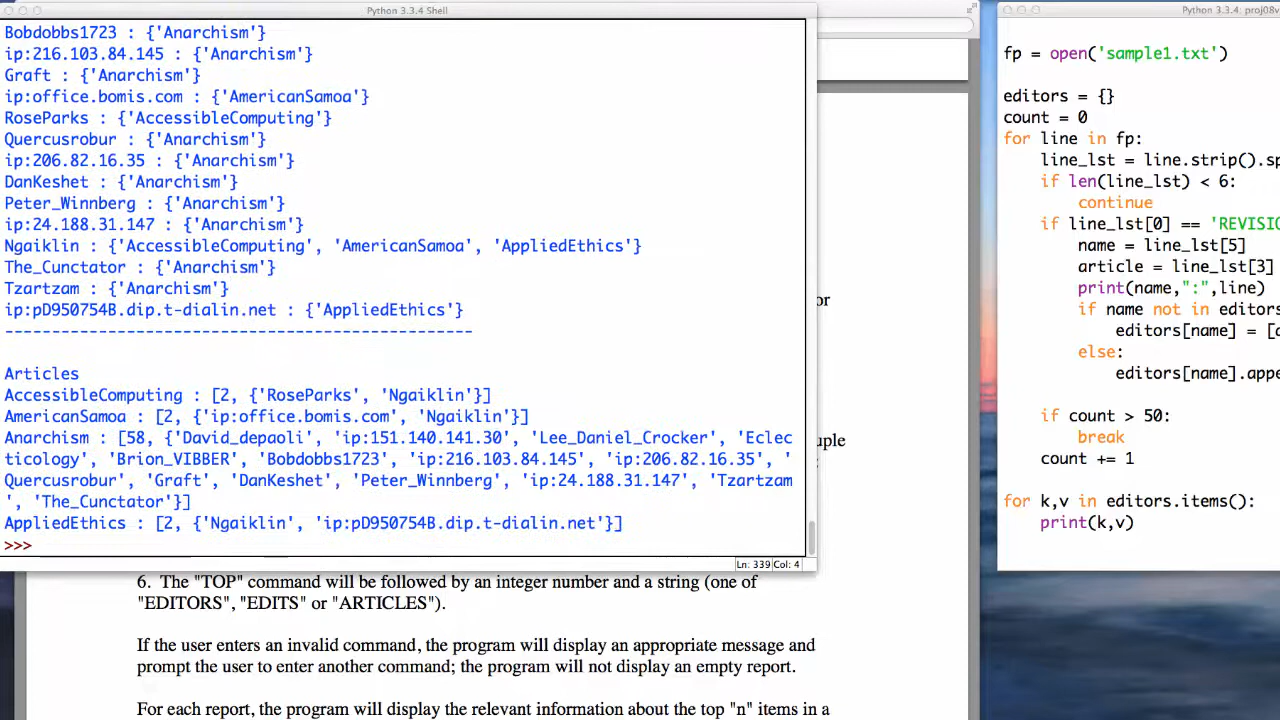 Python 3.3.4 Shell
Bobdobbs1723 : {'Anarchism'}
ip:216.103.84.145 : {'Anarchism'}
Graft : {'Anarchism'}
ip:office.bomis.com : {'AmericanSamoa'}
RoseParks : {'AccessibleComputing'}
Quercusrobur : {'Anarchism'}
ip:206.82.16.35 : {'Anarchism'}
DanKeshet : {'Anarchism'}
Peter_Winnberg : {'Anarchism'}
ip:24.188.31.147 : {'Anarchism'}
Ngaiklin : {'AccessibleComputing', 'AmericanSamoa', 'AppliedEthics'}
The_Cunctator : {'Anarchism'}
Tzartzam : {'Anarchism'}
ip:pD950754B.dip.t-dialin.net : {'AppliedEthics'}
--------------------------------------------------
Articles
AccessibleComputing : [2, {'RoseParks', 'Ngaiklin'}]
AmericanSamoa : [2, {'ip:office.bomis.com', 'Ngaiklin'}]
Anarchism : [58, {'David_depaoli', 'ip:151.140.141.30', 'Lee_Daniel_Crocker', 'Eclec
ticology', 'Brion_VIBBER', 'Bobdobbs1723', 'ip:216.103.84.145', 'ip:206.82.16.35', '
Quercusrobur', 'Graft', 'DanKeshet', 'Peter_Winnberg', 'ip:24.188.31.147', 'Tzartzam
', 'The_Cunctator'}]
AppliedEthics : [2, {'Ngaiklin', 'ip:pD950754B.dip.t-dialin.net'}]
>>>
Ln: 339 Col: 4
or
uple
6. The "TOP" command will be followed by an integer number and a string (one of
"EDITORS", "EDITS" or "ARTICLES").
If the user enters an invalid command, the program will display an appropriate message and
prompt the user to enter another command; the program will not display an empty report.
For each report, the program will display the relevant information about the top "n" items in a
Python 3.3.4: proj08v
fp = open('sample1.txt')
editors = {}
count = 0
for line in fp:
line_lst = line.strip().sp
if len(line_lst) < 6:
continue
if line_lst[0] == 'REVISIO
name = line_lst[5]
article = line_lst[3]
print(name,":",line)
if name not in editors
editors[name] = [a
else:
editors[name].appe
if count > 50:
break
count += 1
for k,v in editors.items():
print(k,v)